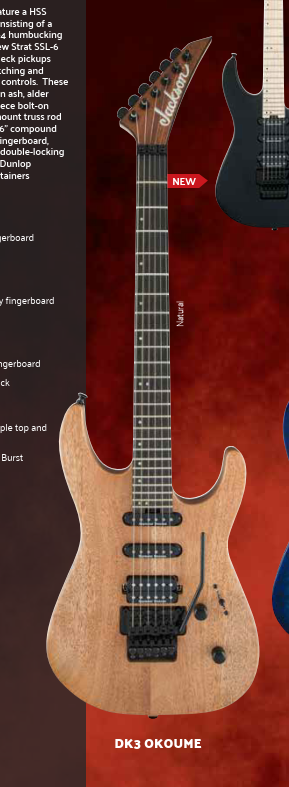 ature a HSS
nsisting of a
4 humbucking
ew Strat SSL-6
eck pickups
tching and
controls. These
n ash, alder
ece bolt-on
mount truss rod
6" compound
fingerboard,
double-locking
Dunlop
tainers
gerboard
y fingerboard
ngerboard
ck
ple top and
Burst
Jackson
NEW
Natural
DK3 OKOUME